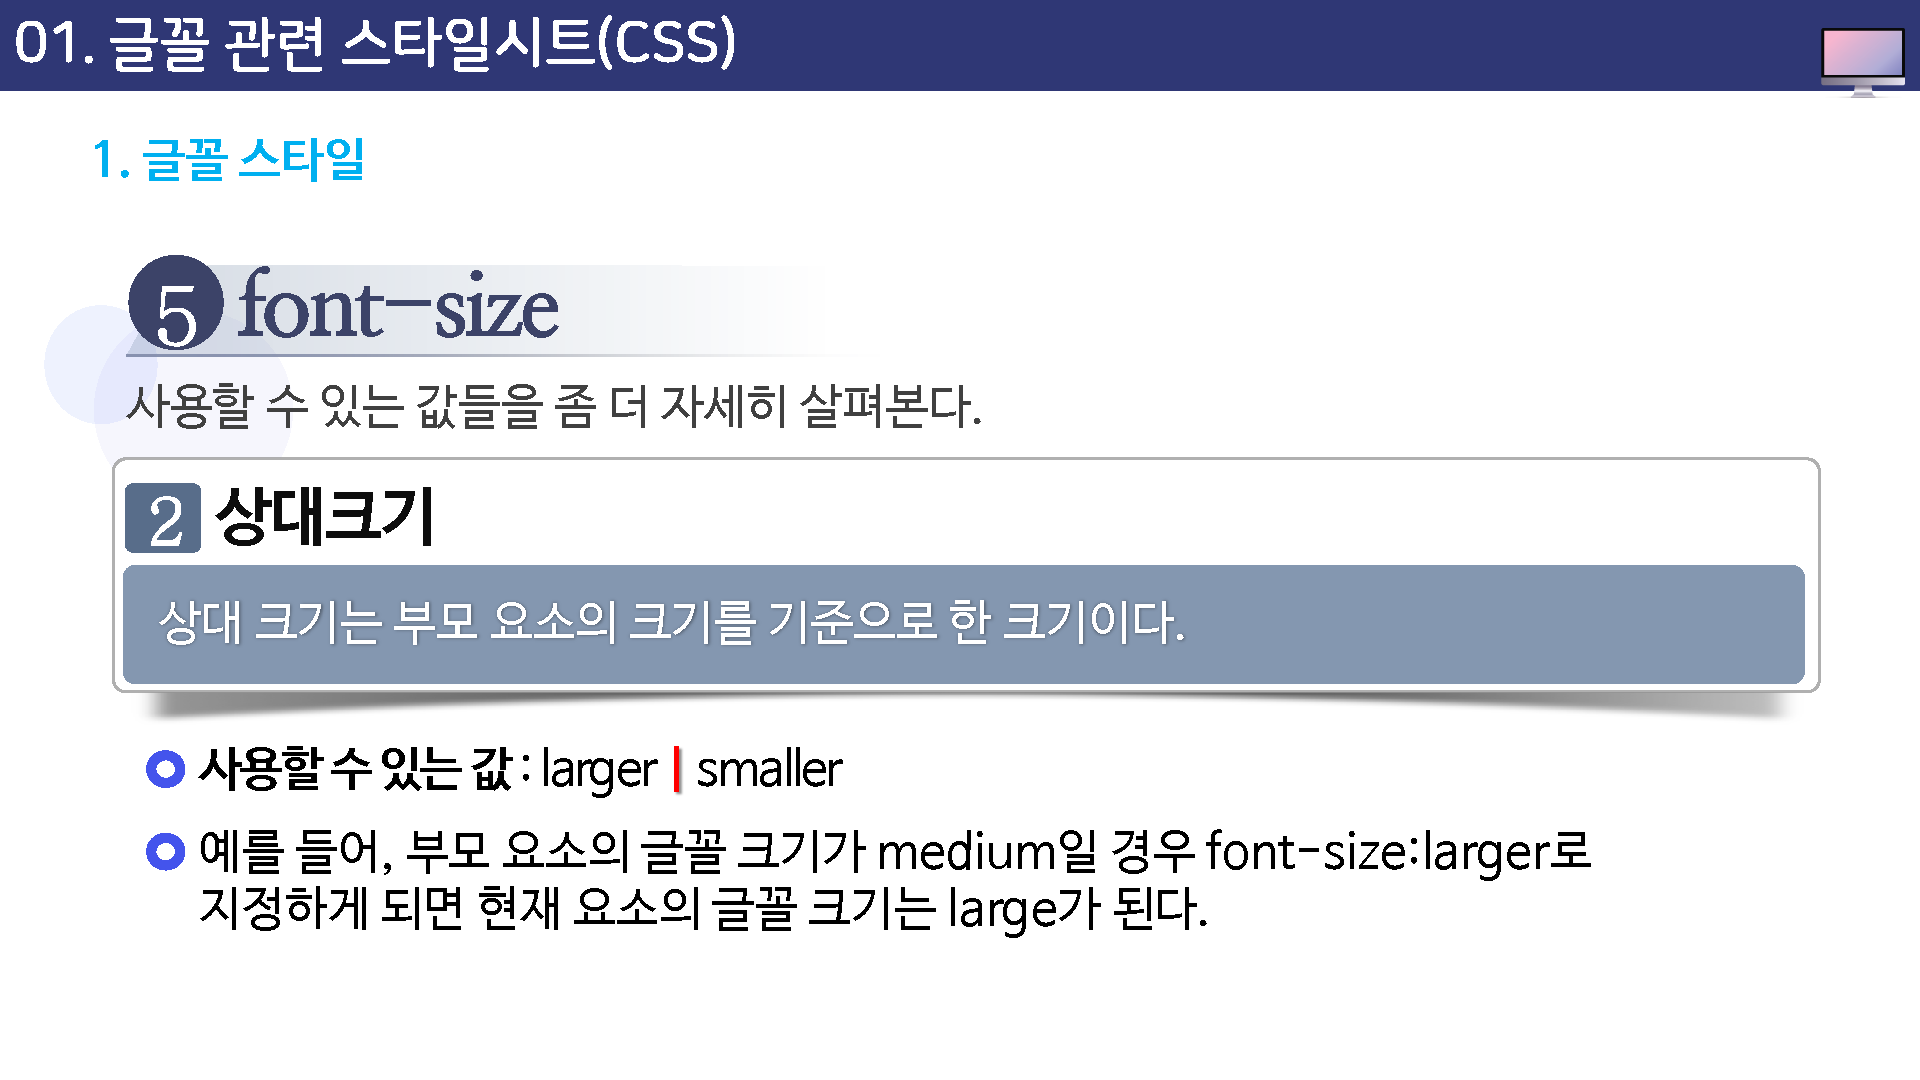 01. 글꼴 관련 스타일시트(CSS)
1. 글꼴 스타일
5 font-size
사용할 수 있는 값들을 좀 더 자세히 살펴본다.
2 상대크기
상대 크기는 부모 요소의 크기를 기준으로 한 크기이다.
사용할 수 있는 값 : larger | smaller
예를 들어, 부모 요소의 글꼴 크기가 medium일 경우 font-size:larger로
지정하게 되면 현재 요소의 글꼴 크기는 large가 된다.